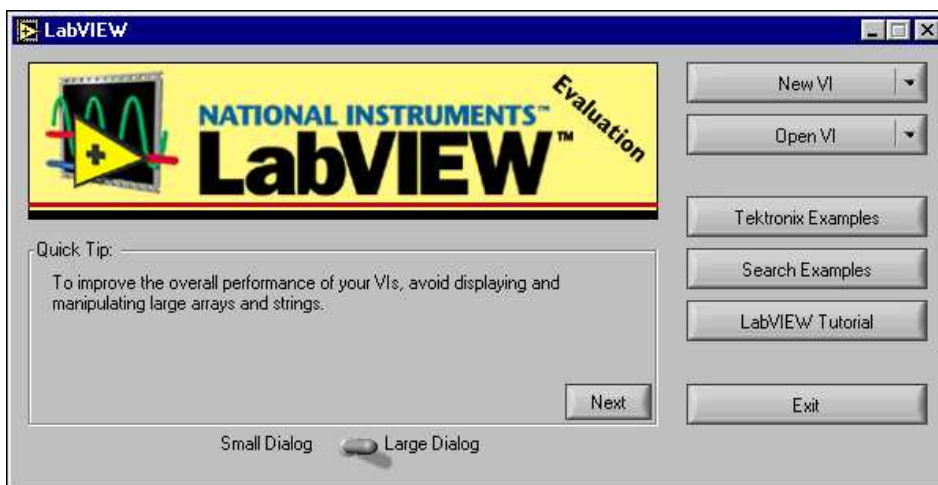 LabVIEW
NATIONAL INSTRUMENTS™
LabVIEW™
Evaluation
New VI
Open VI
Tektronix Examples
Search Examples
LabVIEW Tutorial
Exit
Quick Tip:
To improve the overall performance of your VIs, avoid displaying and
manipulating large arrays and strings.
Next
Small Dialog
Large Dialog